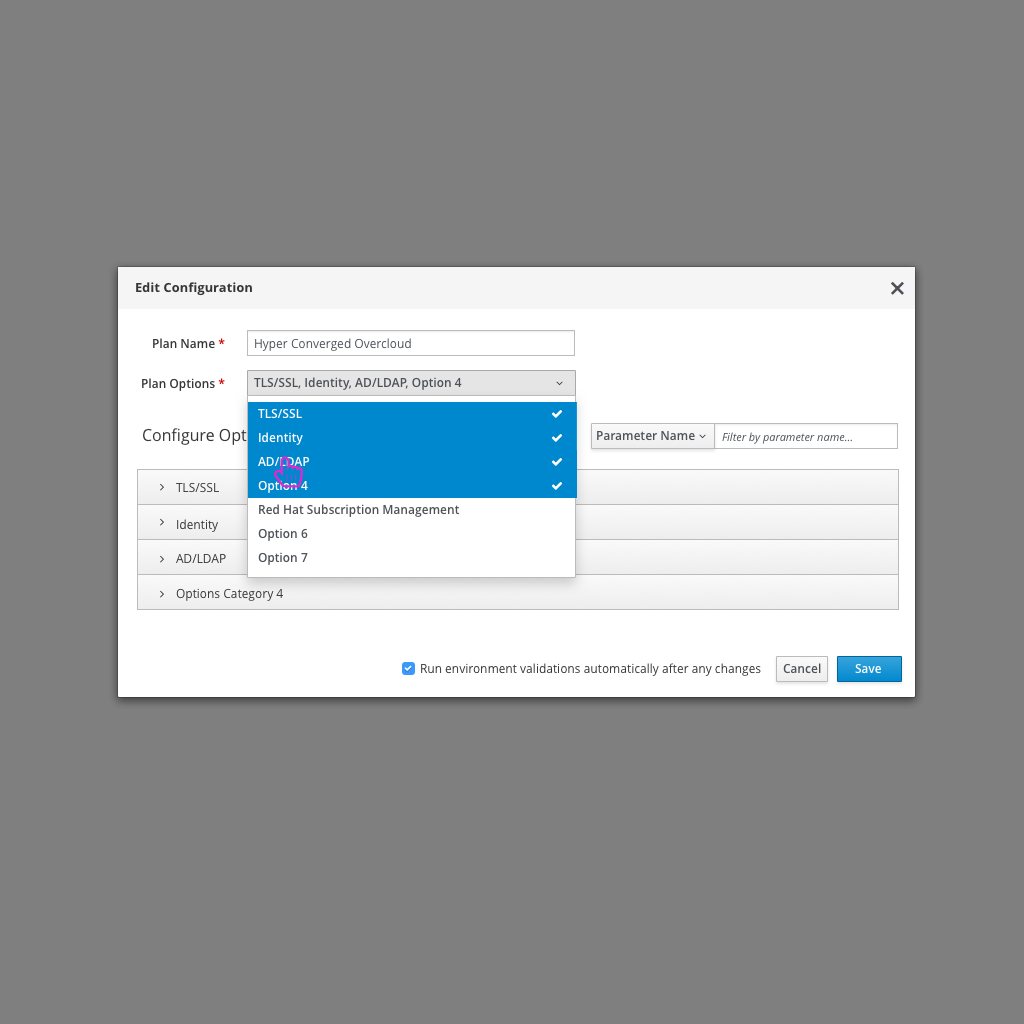 Edit Configuration
Plan Name *
Hyper Converged Overcloud
Plan Options *
TLS/SSL, Identity, AD/LDAP, Option 4
TLS/SSL
Identity
AD/LDAP
Option 4
Red Hat Subscription Management
Option 6
Option 7
Configure Opt
Parameter Name
Filter by parameter name...
TLS/SSL
Identity
AD/LDAP
Options Category 4
Run environment validations automatically after any changes
Cancel
Save